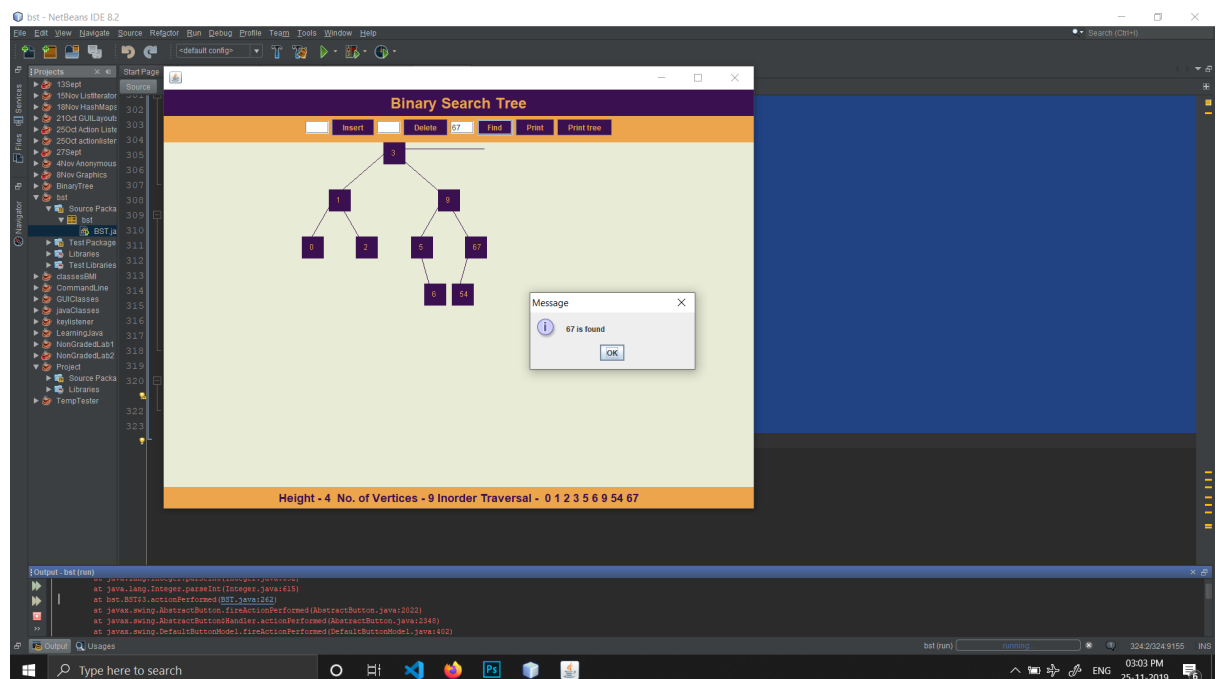 bst - NetBeans IDE 8.2
File Edit View Navigate Source Refactor Run Debug Profile Team Tools Window Help
Search (Ctrl+I)
<default config>
Projects
Start Page
Source
Services
Files
Navigator
13Sept
15Nov ListIterator
18Nov HashMaps
21Oct GUILayouts
25Oct Action Liste
25Oct actionlistener
27Sept
4Nov Anonymous
8Nov Graphics
BinaryTree
bst
Source Packa
bst
BST.ja
Test Package
Libraries
Test Libraries
classesBMI
CommandLine
GUIClasses
javaClasses
keylistener
LearningJava
NonGradedLab1
NonGradedLab2
Project
Source Packa
Libraries
TempTester
302
303
304
305
306
307
308
309
310
311
312
313
314
315
316
317
318
319
320
322
323
Binary Search Tree
Insert Delete 67 Find Print Print tree
3
1 9
0 2 5 67
6 54
Message
67 is found
OK
Height - 4 No. of Vertices - 9 Inorder Traversal - 0 1 2 3 5 6 9 54 67
Output - bst (run)
at java.lang.Integer.parseInt(Integer.java:615)
at bst.BST$3.actionPerformed(BST.java:262)
at javax.swing.AbstractButton.fireActionPerformed(AbstractButton.java:2022)
at javax.swing.AbstractButton$Handler.actionPerformed(AbstractButton.java:2348)
at javax.swing.DefaultButtonModel.fireActionPerformed(DefaultButtonModel.java:402)
Output Usages
bst (run) running 324:2/324:9155 INS
Type here to search
Ps
ENG
03:03 PM
25-11-2019
6